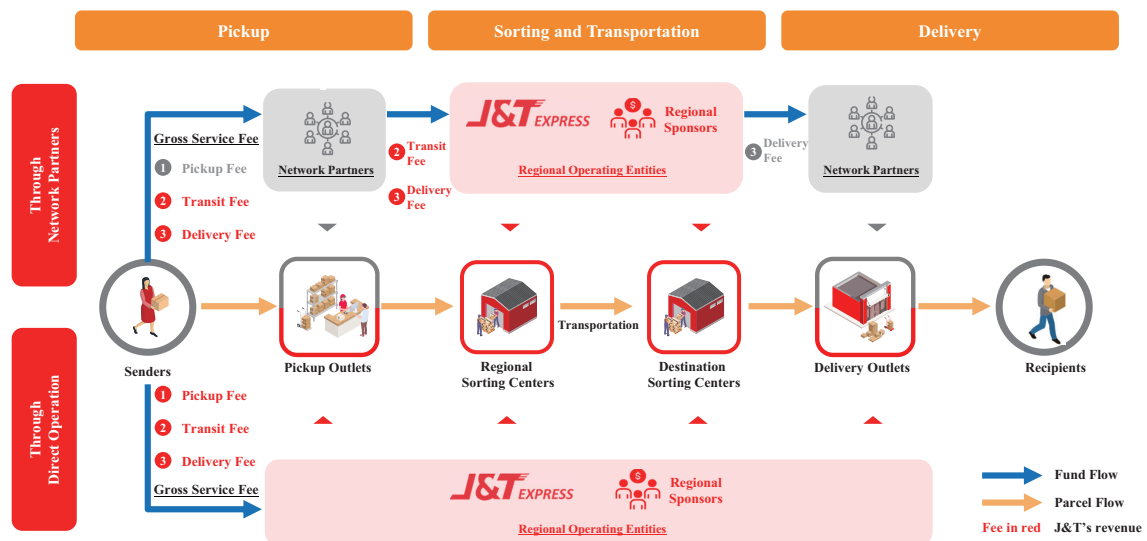 Pickup
Sorting and Transportation
Delivery
Through
Network Partners
Gross Service Fee
1 Pickup Fee
2 Transit Fee
3 Delivery Fee
Network Partners
2 Transit
Fee
3 Delivery
Fee
J&T EXPRESS
$
Regional
Sponsors
Regional Operating Entities
3 Delivery
Fee
Network Partners
Senders
Pickup Outlets
Regional
Sorting Centers
Transportation
Destination
Sorting Centers
Delivery Outlets
Recipients
Through
Direct Operation
1 Pickup Fee
2 Transit Fee
3 Delivery Fee
Gross Service Fee
J&T EXPRESS
$
Regional
Sponsors
Regional Operating Entities
Fund Flow
Parcel Flow
Fee in red J&T's revenue